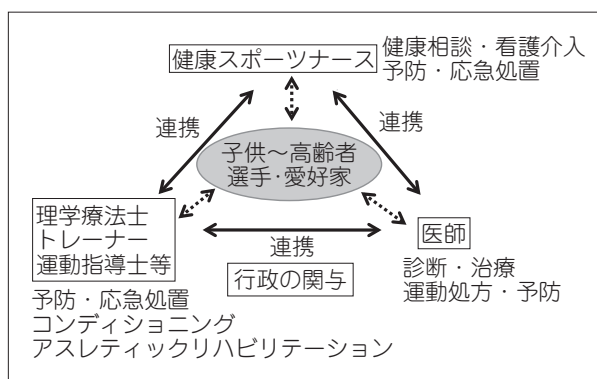 健康スポーツナース
健康相談・看護介入
予防・応急処置
連携
連携
子供～高齢者
選手・愛好家
理学療法士
トレーナー
運動指導士等
連携
医師
行政の関与
診断・治療
運動処方・予防
予防・応急処置
コンディショニング
アスレティックリハビリテーション